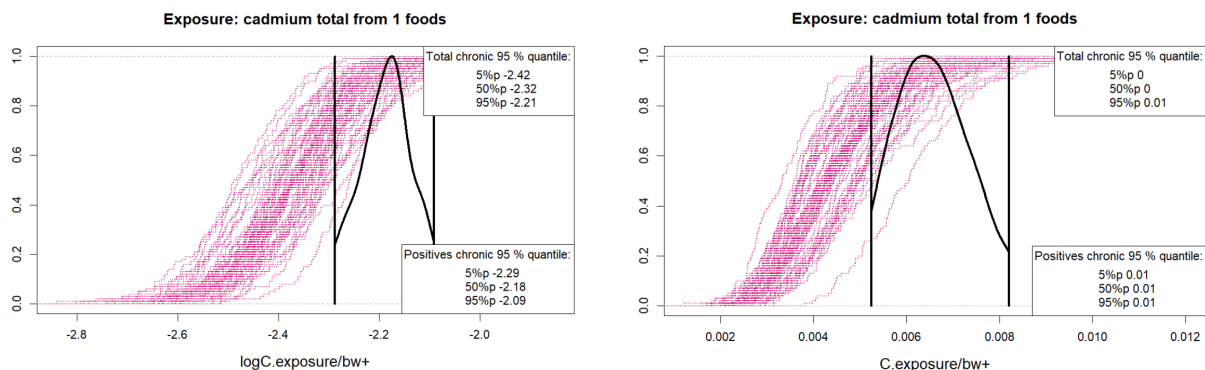 Exposure: cadmium total from 1 foods
Total chronic 95 % quantile:
5%p -2.42
50%p -2.32
95%p -2.21
Positives chronic 95 % quantile:
5%p -2.29
50%p -2.18
95%p -2.09
1.0
0.8
0.6
0.4
0.2
0.0
-2.8
-2.6
-2.4
-2.2
-2.0
logC.exposure/bw+
Exposure: cadmium total from 1 foods
Total chronic 95 % quantile:
5%p 0
50%p 0
95%p 0.01
Positives chronic 95 % quantile:
5%p 0.01
50%p 0.01
95%p 0.01
1.0
0.8
0.6
0.4
0.2
0.0
0.002
0.004
0.006
0.008
0.010
0.012
C.exposure/bw+